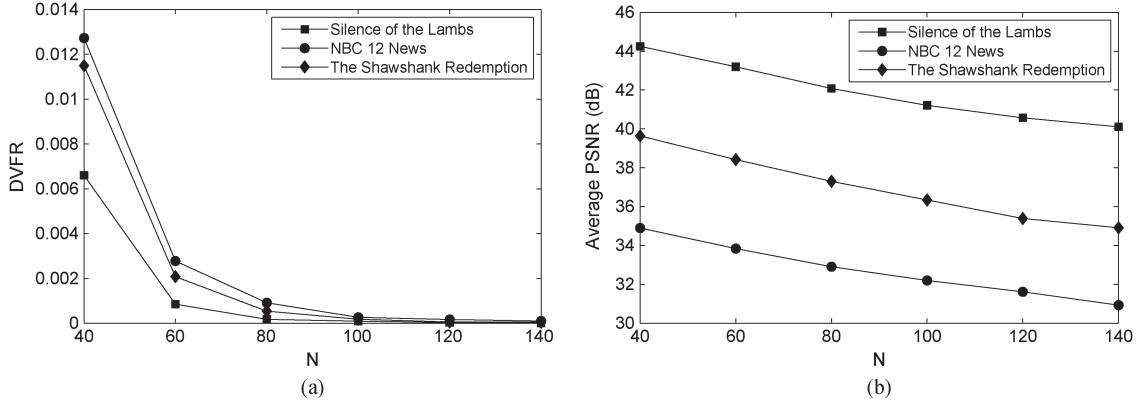 0.014
0.012
0.01
0.008
0.006
0.004
0.002
0
DVFR
40 60 80 100 120 140
N
Silence of the Lambs
NBC 12 News
The Shawshank Redemption
(a)
46
44
42
40
38
36
34
32
30
Average PSNR (dB)
40 60 80 100 120 140
N
Silence of the Lambs
NBC 12 News
The Shawshank Redemption
(b)